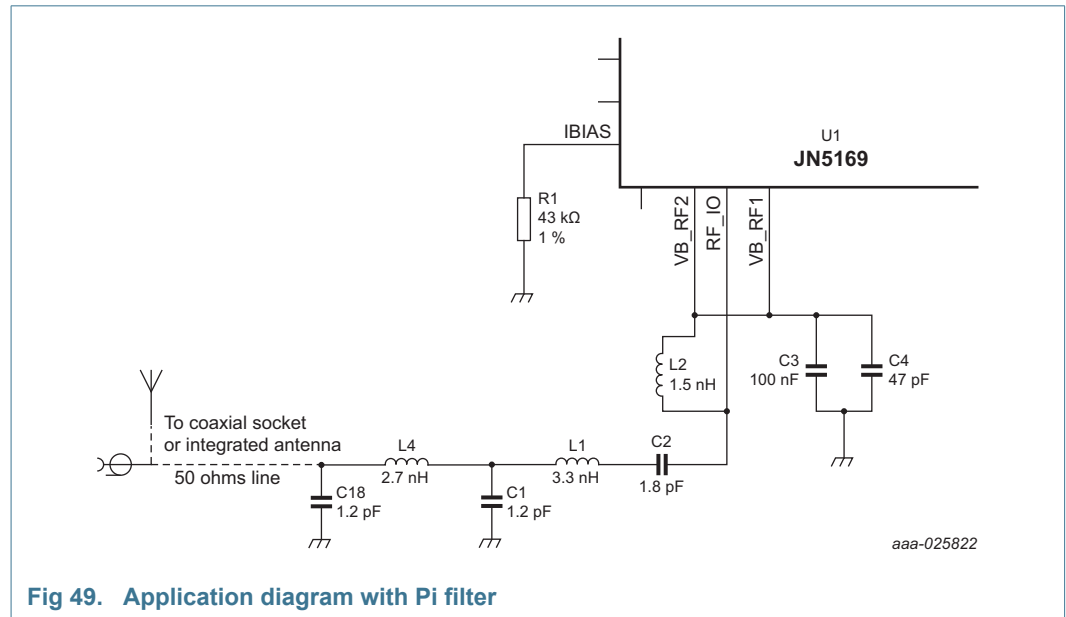 IBIAS
U1
JN5169
R1
43 kΩ
1 %
VB_RF2
RF_IO
VB_RF1
L2
1.5 nH
C3
100 nF
C4
47 pF
To coaxial socket
or integrated antenna
50 ohms line
L4
2.7 nH
L1
3.3 nH
C2
1.8 pF
C18
1.2 pF
C1
1.2 pF
aaa-025822
Fig 49. Application diagram with Pi filter